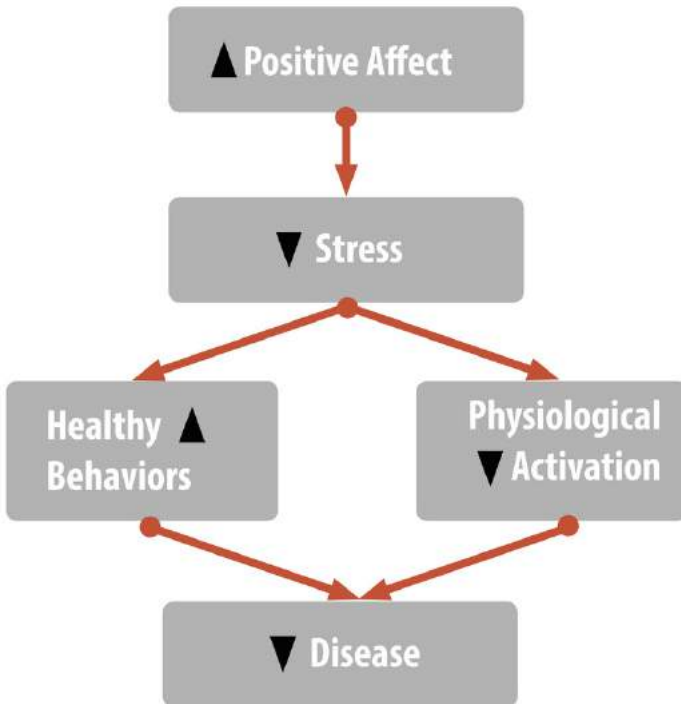 Positive Affect
Stress
Healthy
Behaviors
Physiological
Activation
Disease